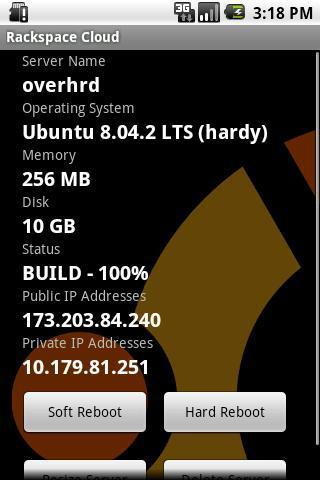 3G 3:18 PM
Rackspace Cloud
Server Name
overhrd
Operating System
Ubuntu 8.04.2 LTS (hardy)
Memory
256 MB
Disk
10 GB
Status
BUILD - 100%
Public IP Addresses
173.203.84.240
Private IP Addresses
10.179.81.251
Soft Reboot Hard Reboot
Resize Server Delete Server